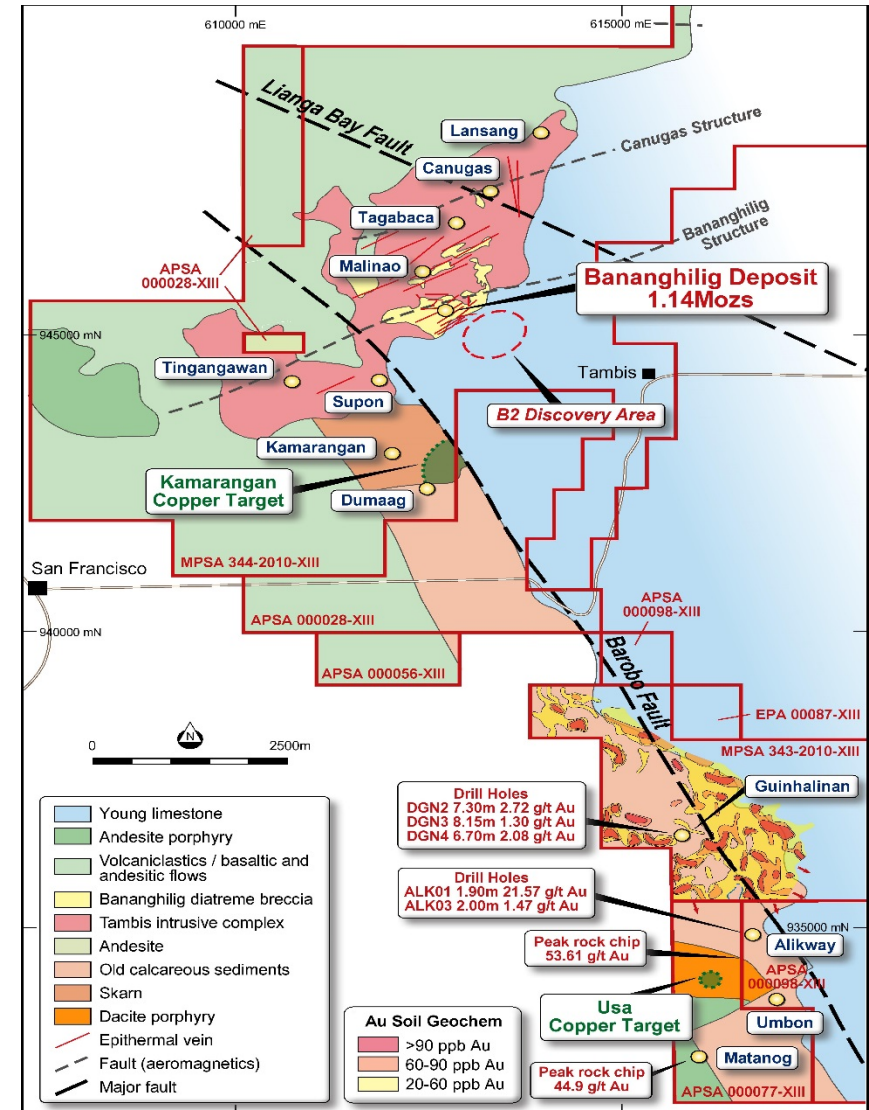 610000 mE
615000 mE
Lianga Bay Fault
Lansang
Canugas Structure
Canugas
Tagabaca
Bananghilig
Structure
APSA
000028-XIII
Malinao
Bananghilig Deposit
1.14Mozs
945000 mN
Tingangawan
Tambis
Supon
B2 Discovery Area
Kamarangan
Kamarangan
Copper Target
Dumaag
MPSA 344-2010-XIII
San Francisco
APSA 000028-XIII
APSA
000098-XIII
940000 mN
Barobo Fault
APSA 000056-XIII
EPA 00087-XIII
N
MPSA 343-2010-XIII
0
2500m
Guinhalinan
Drill Holes
DGN2 7.30m 2.72 g/t Au
DGN3 8.15m 1.30 g/t Au
DGN4 6.70m 2.08 g/t Au
Drill Holes
ALK01 1.90m 21.57 g/t Au
ALK03 2.00m 1.47 g/t Au
935000 mN
Alikway
Peak rock chip
53.61 g/t Au
APSA
000098-XIII
Usa
Copper Target
Umbon
Matanog
Peak rock chip
44.9 g/t Au
APSA 000077-XIII
Young limestone
Andesite porphyry
Volcaniclastics / basaltic and
andesitic flows
Bananghilig diatreme breccia
Tambis intrusive complex
Andesite
Old calcareous sediments
Skarn
Dacite porphyry
Epithermal vein
Fault (aeromagnetics)
Major fault
Au Soil Geochem
>90 ppb Au
60-90 ppb Au
20-60 ppb Au